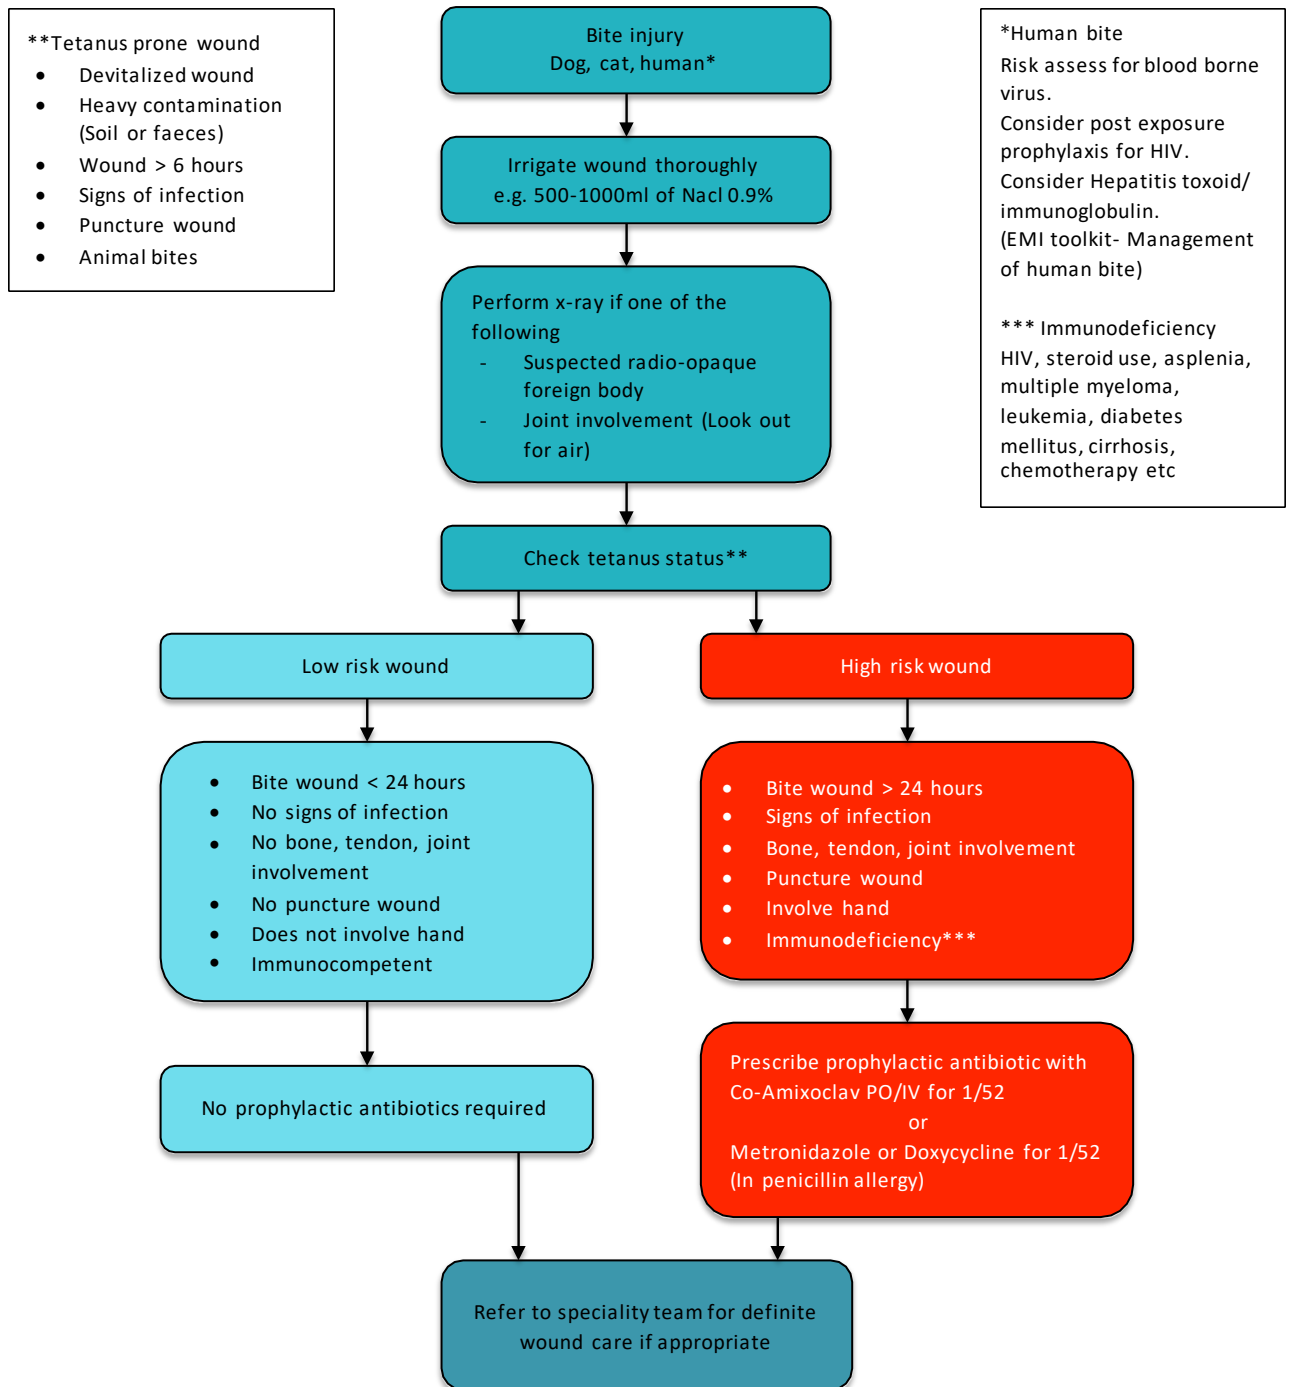 **Tetanus prone wound
• Devitalized wound
• Heavy contamination
(Soil or faeces)
• Wound > 6 hours
• Signs of infection
• Puncture wound
• Animal bites
Bite injury
Dog, cat, human*
*Human bite
Risk assess for blood borne
virus.
Consider post exposure
prophylaxis for HIV.
Consider Hepatitis toxoid/
immunoglobulin.
(EMI toolkit- Management
of human bite)
*** Immunodeficiency
HIV, steroid use, asplenia,
multiple myeloma,
leukemia, diabetes
mellitus, cirrhosis,
chemotherapy etc
Irrigate wound thoroughly
e.g. 500-1000ml of Nacl 0.9%
Perform x-ray if one of the
following
- Suspected radio-opaque
foreign body
- Joint involvement (Look out
for air)
Check tetanus status**
Low risk wound
High risk wound
• Bite wound < 24 hours
• No signs of infection
• No bone, tendon, joint
involvement
• No puncture wound
• Does not involve hand
• Immunocompetent
• Bite wound > 24 hours
• Signs of infection
• Bone, tendon, joint involvement
• Puncture wound
• Involve hand
• Immunodeficiency***
No prophylactic antibiotics required
Prescribe prophylactic antibiotic with
Co-Amixoclav PO/IV for 1/52
or
Metronidazole or Doxycycline for 1/52
(In penicillin allergy)
Refer to speciality team for definite
wound care if appropriate